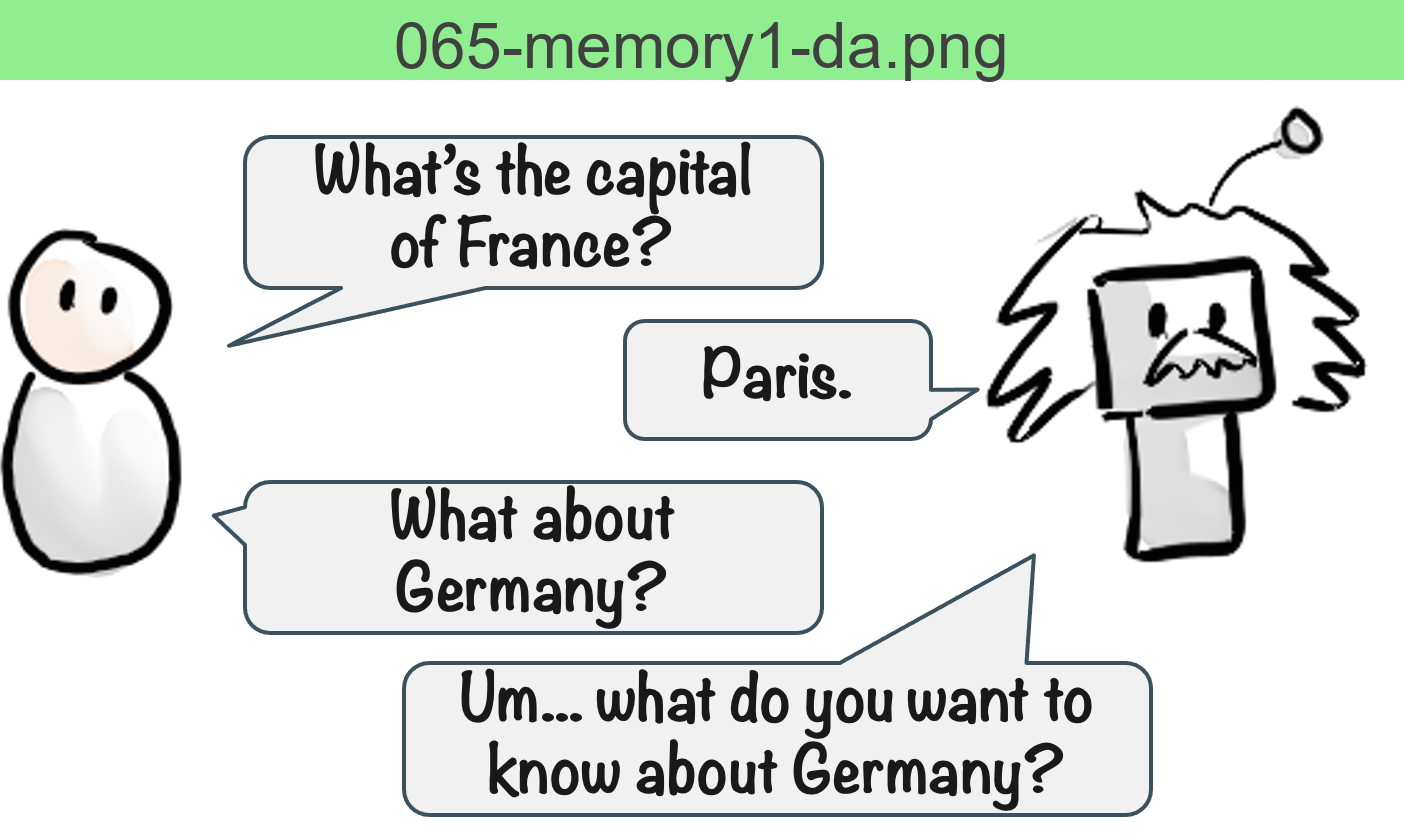 065-memory1-da.png
What’s the capital
of France?
Paris.
What about
Germany?
Um... what do you want to
know about Germany?